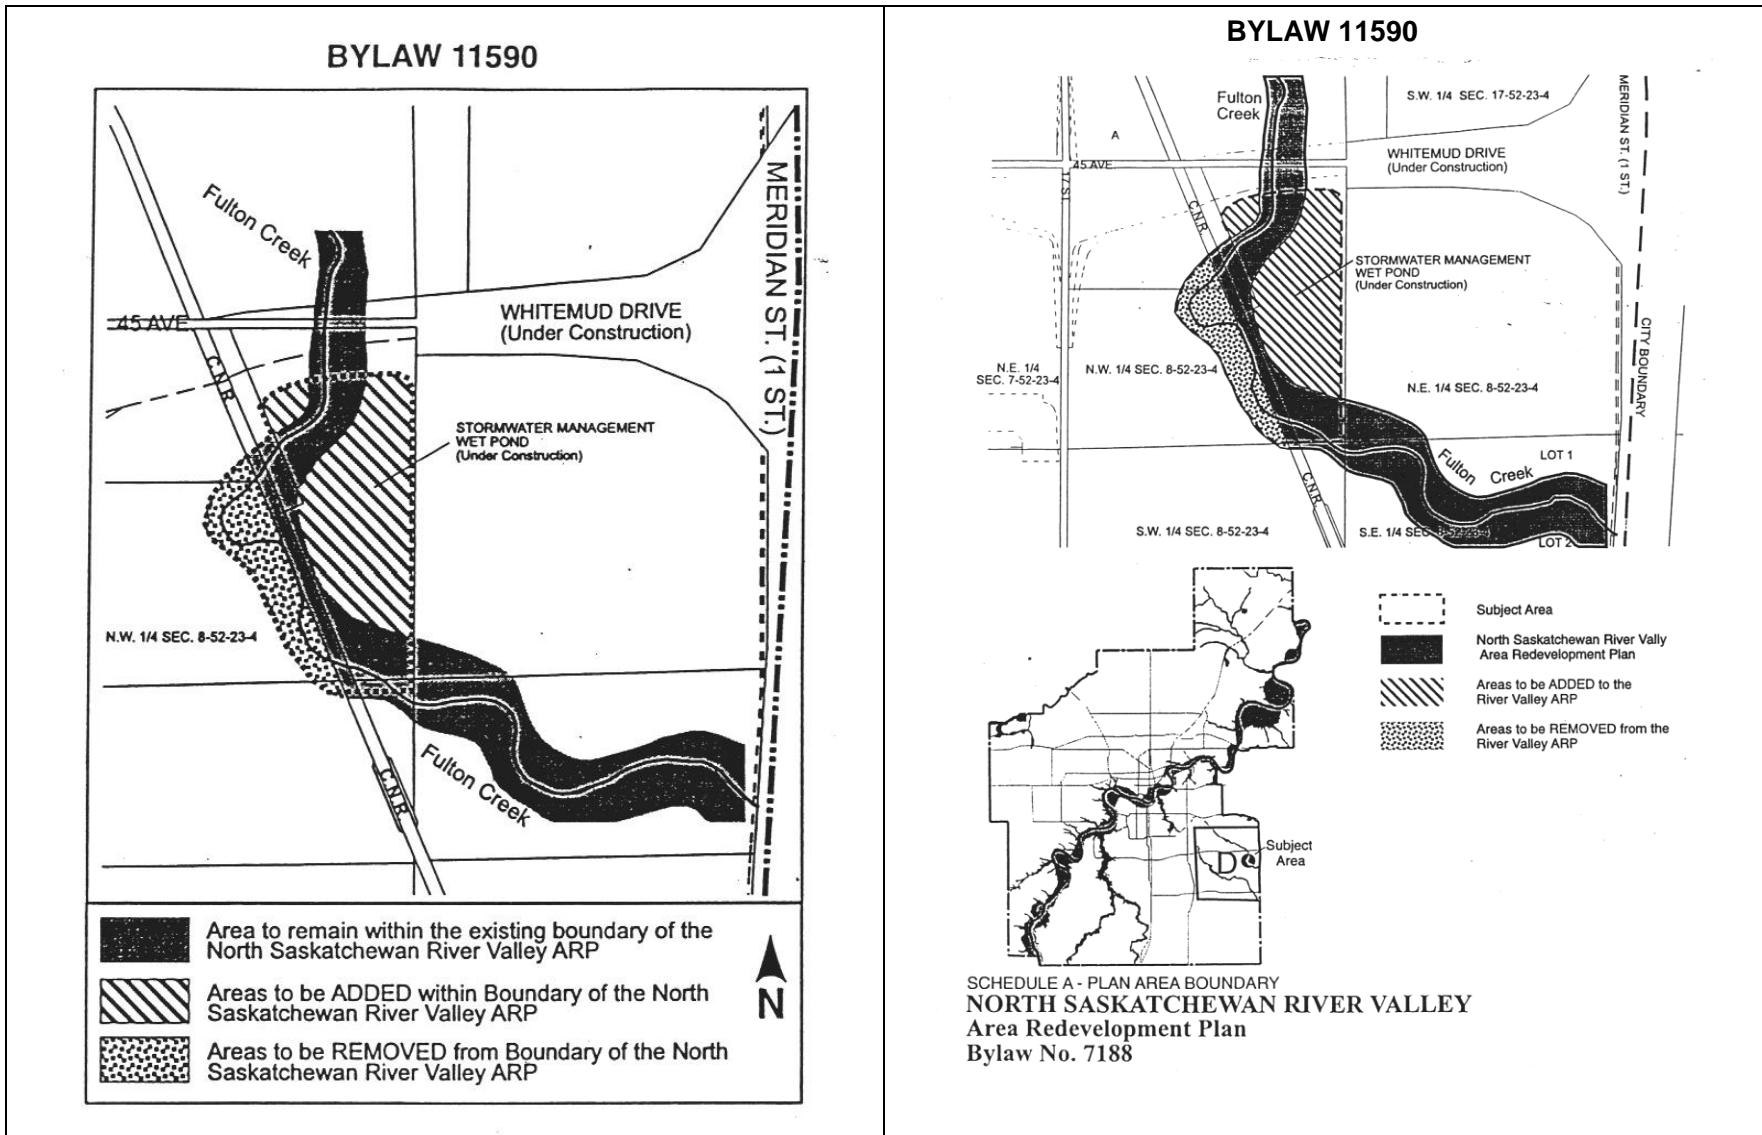 BYLAW 11590
Fulton
Creek
MERIDIAN ST. (1 ST.)
WHITEMUD DRIVE
(Under Construction)
45 AVE
C.N.R.
STORMWATER MANAGEMENT
WET POND
(Under Construction)
N.W. 1/4 SEC. 8-52-23-4
Fulton Creek
C.N.R.
Area to remain within the existing boundary of the
North Saskatchewan River Valley ARP
Areas to be ADDED within Boundary of the North
Saskatchewan River Valley ARP
Areas to be REMOVED from Boundary of the North
Saskatchewan River Valley ARP
N
BYLAW 11590
Fulton
Creek
S.W. 1/4 SEC. 17-52-23-4
MERIDIAN ST. (1 ST.)
A
WHITEMUD DRIVE
(Under Construction)
45 AVE.
17 ST.
C.N.R.
STORMWATER MANAGEMENT
WET POND
(Under Construction)
CITY BOUNDARY
N.E. 1/4
SEC. 7-52-23-4
N.W. 1/4 SEC. 8-52-23-4
N.E. 1/4 SEC. 8-52-23-4
Fulton
Creek
LOT 1
C.N.R.
S.W. 1/4 SEC. 8-52-23-4
S.E. 1/4 SEC. 8-52-23-4
LOT 2
Subject Area
North Saskatchewan River Vally
Area Redevelopment Plan
Areas to be ADDED to the
River Valley ARP
Areas to be REMOVED from the
River Valley ARP
D
Subject
Area
SCHEDULE A - PLAN AREA BOUNDARY
NORTH SASKATCHEWAN RIVER VALLEY
Area Redevelopment Plan
Bylaw No. 7188